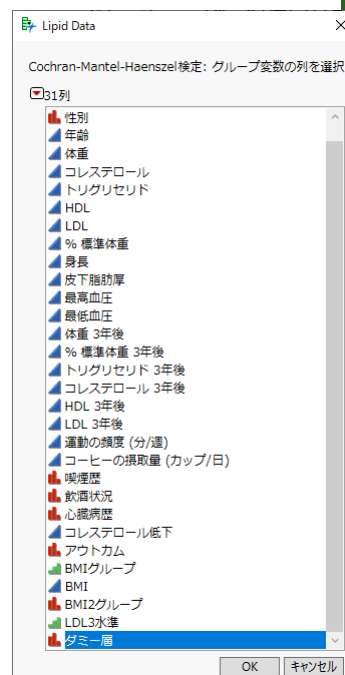 Lipid Data
Cochran-Mantel-Haenszel検定: グループ変数の列を選択
31列
性別
年齢
体重
コレステロール
トリグリセリド
HDL
LDL
% 標準体重
身長
皮下脂肪厚
最高血圧
最低血圧
体重 3年後
% 標準体重 3年後
トリグリセリド 3年後
コレステロール 3年後
HDL 3年後
LDL 3年後
運動の頻度 (分/週)
コーヒーの摂取量 (カップ/日)
喫煙歴
飲酒状況
心臓病歴
コレステロール低下
アウトカム
BMIグループ
BMI
BMI2グループ
LDL3水準
ダミー層
OK キャンセル